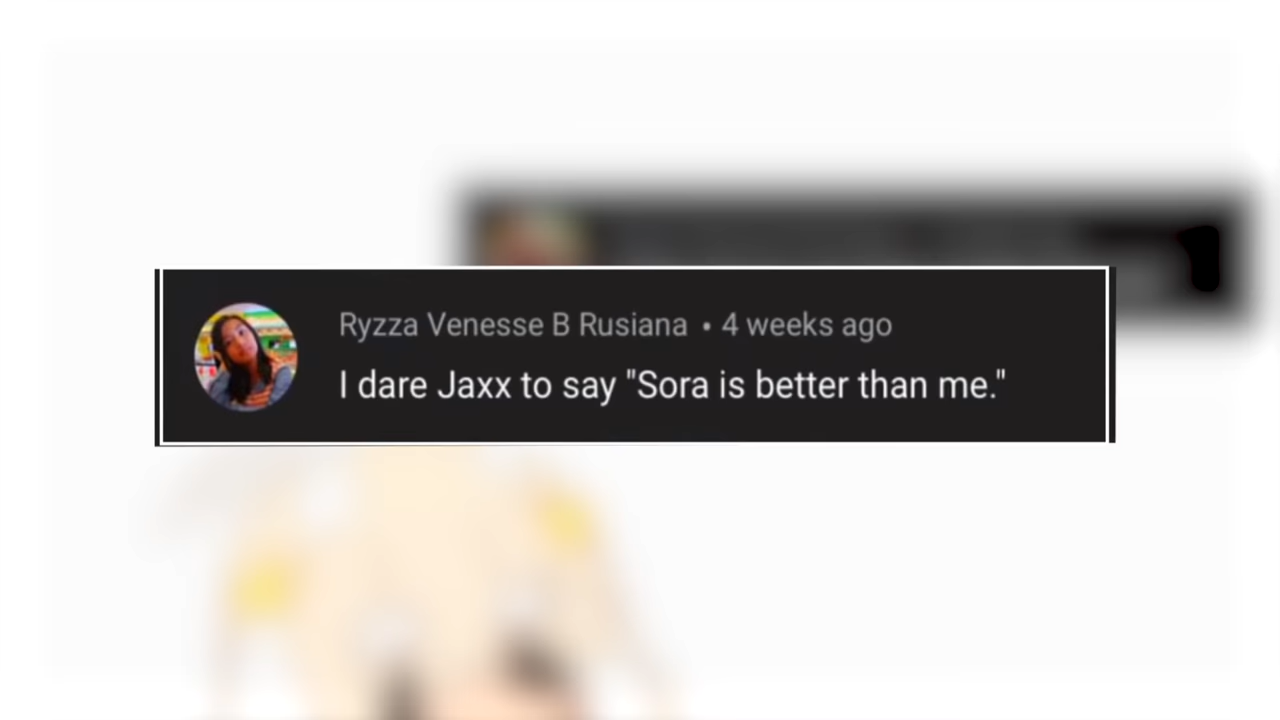 Ryzza Venesse B Rusiana • 4 weeks ago
I dare Jaxx to say "Sora is better than me."